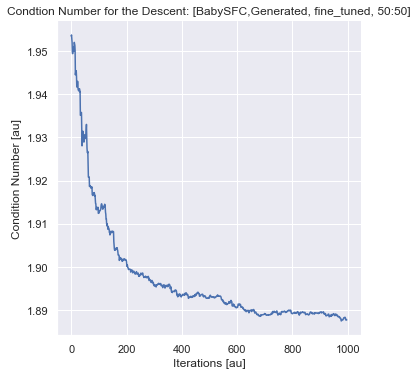 Condtion Number for the Descent: [BabySFC,Generated, fine_tuned, 50:50]
1.95
1.94
1.93
1.92
1.91
1.90
1.89
Condition Number [au]
0 200 400 600 800 1000
Iterations [au]